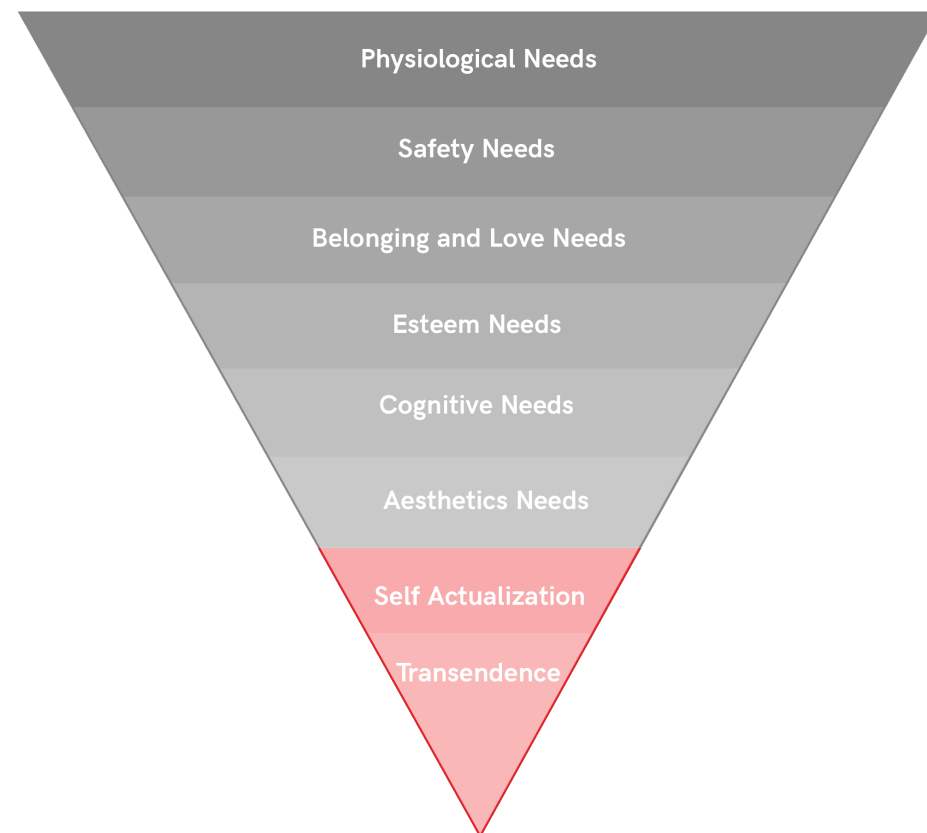 Physiological Needs
Safety Needs
Belonging and Love Needs
Esteem Needs
Cognitive Needs
Aesthetics Needs
Self Actualization
Transendence